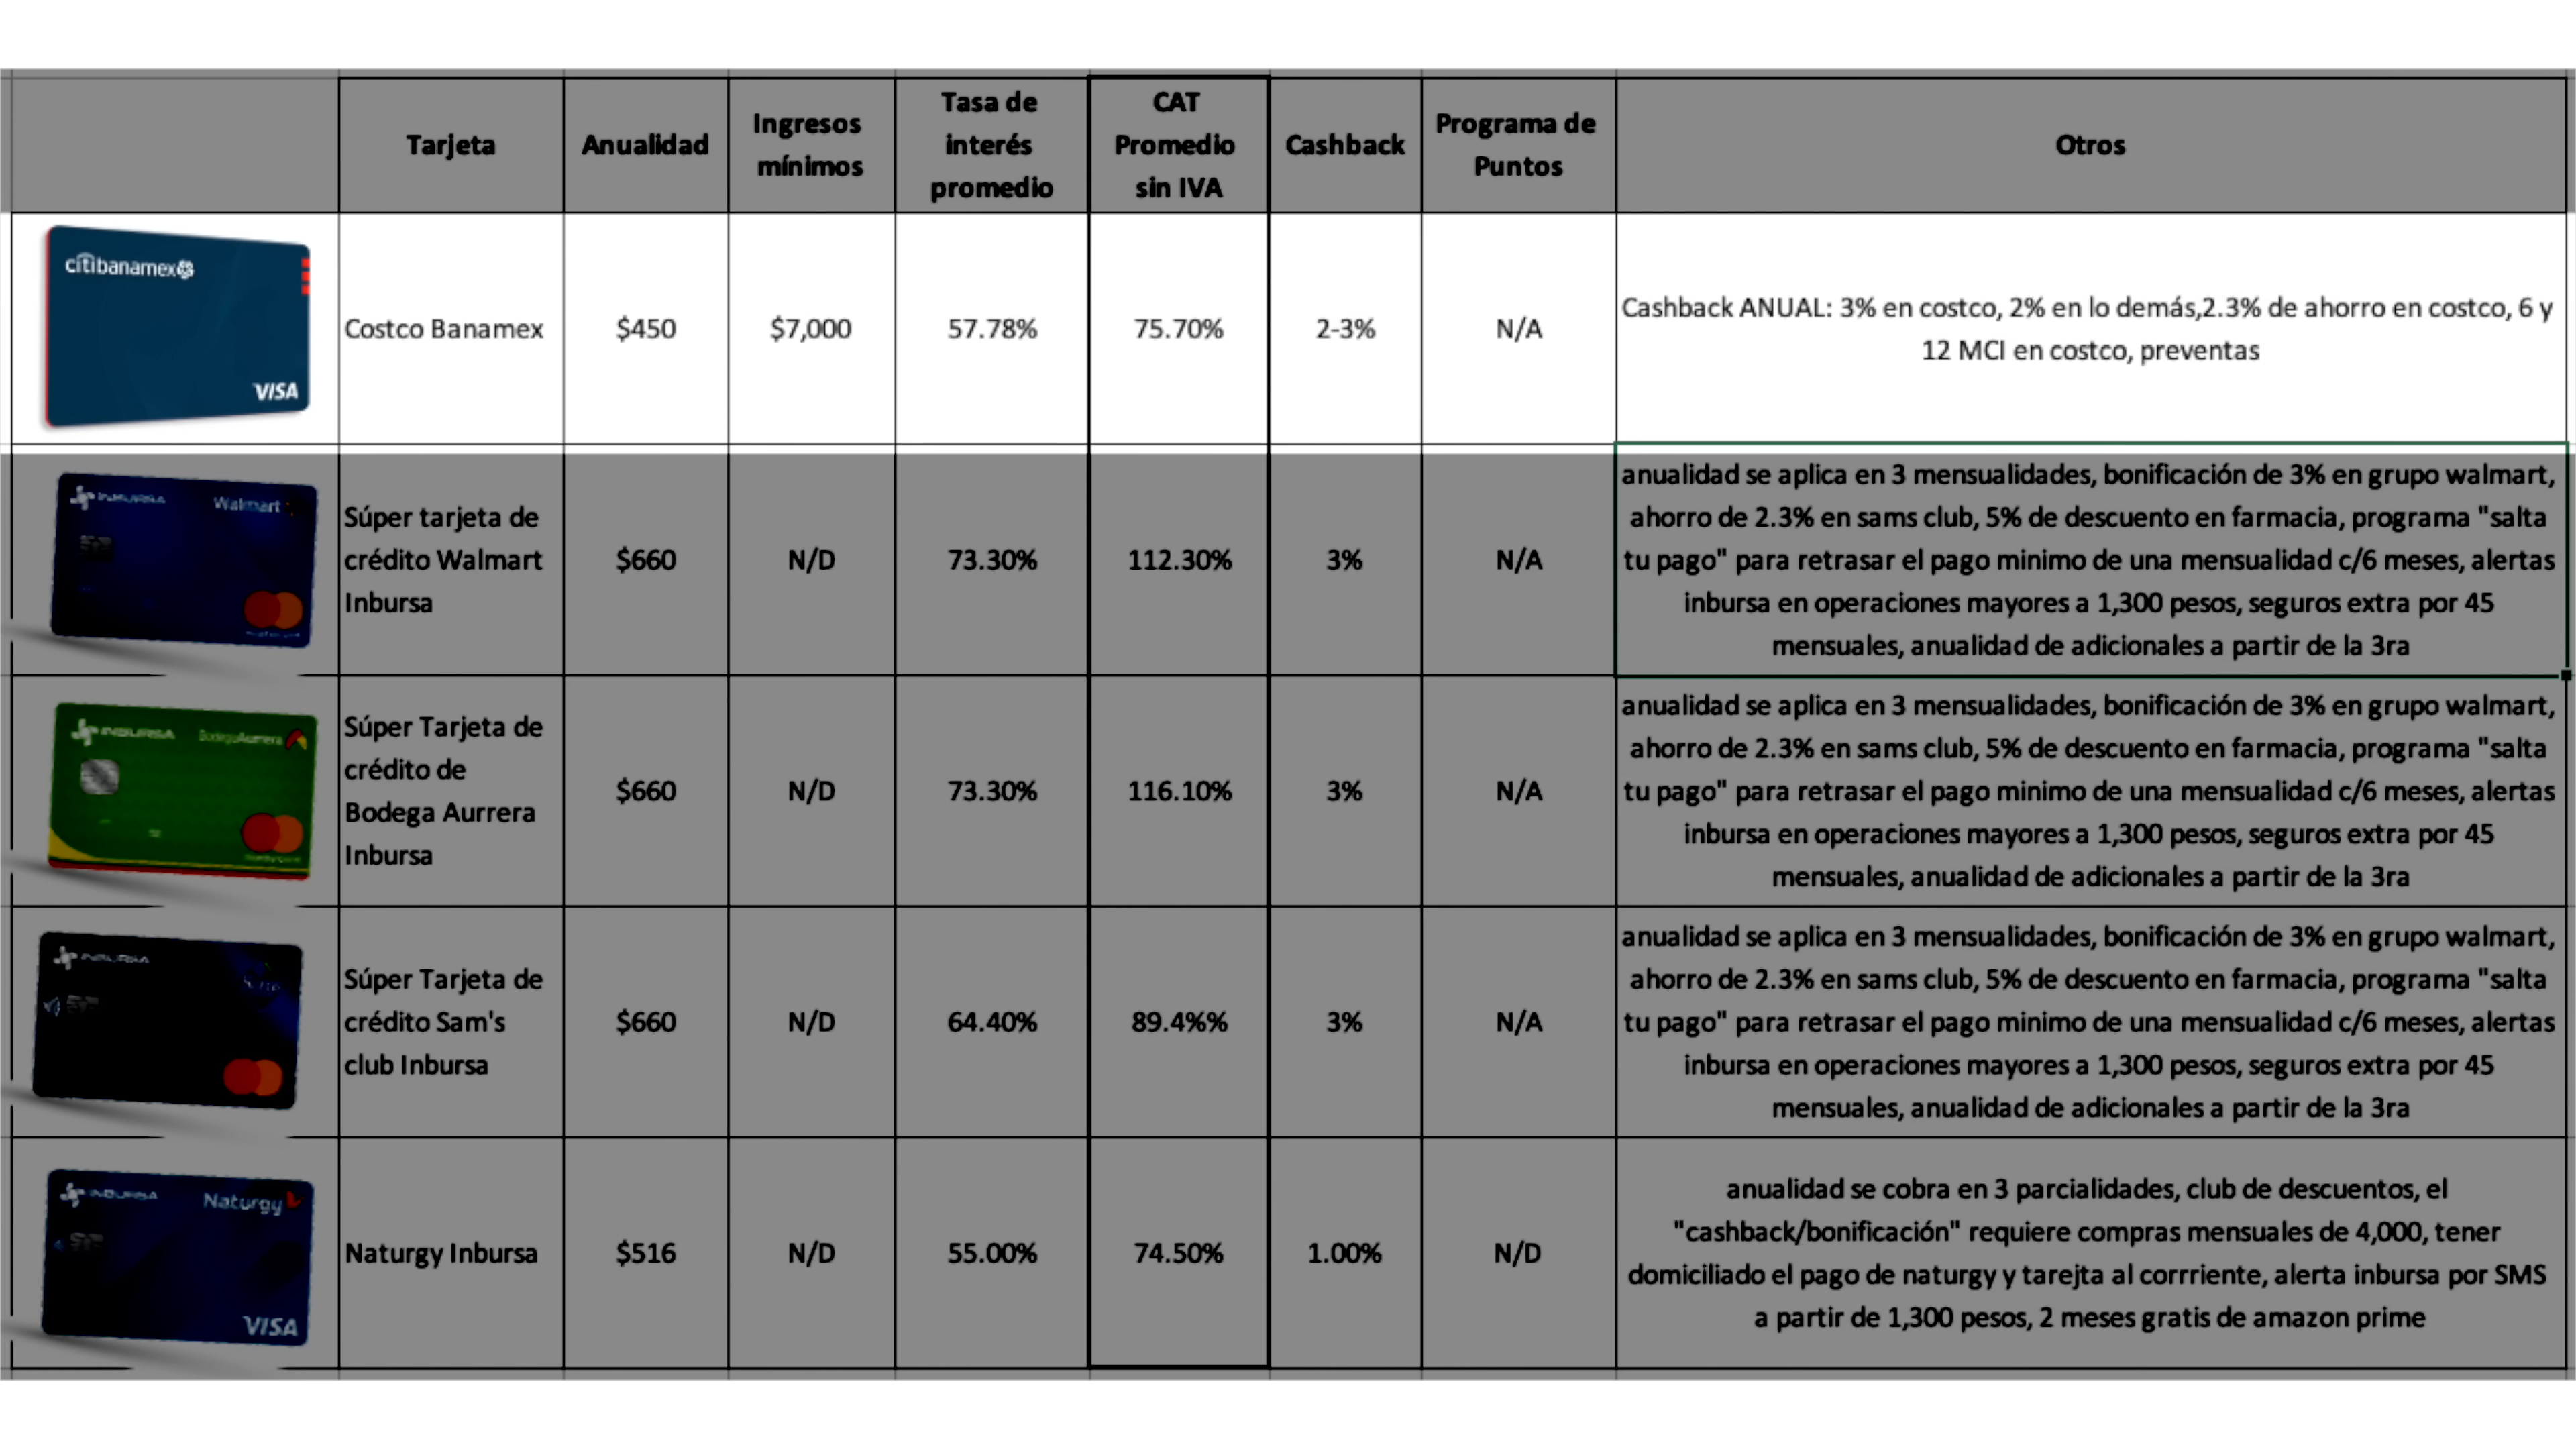 Tarjeta
Anualidad
Ingresos
mínimos
Tasa de
interés
promedio
CAT
Promedio
sin IVA
Cashback
Programa de
Puntos
Otros
citibanamex
VISA
Costco Banamex
$450
$7,000
57.78%
75.70%
2-3%
N/A
Cashback ANUAL: 3% en costco, 2% en lo demás,2.3% de ahorro en costco, 6 y
12 MCI en costco, preventas
INBURSA
Walmart
Súper tarjeta de
crédito Walmart
Inbursa
$660
N/D
73.30%
112.30%
3%
N/A
anualidad se aplica en 3 mensualidades, bonificación de 3% en grupo walmart,
ahorro de 2.3% en sams club, 5% de descuento en farmacia, programa "salta
tu pago" para retrasar el pago minimo de una mensualidad c/6 meses, alertas
inbursa en operaciones mayores a 1,300 pesos, seguros extra por 45
mensuales, anualidad de adicionales a partir de la 3ra
INBURSA
BodegaAurrera
Súper Tarjeta de
crédito de
Bodega Aurrera
Inbursa
$660
N/D
73.30%
116.10%
3%
N/A
anualidad se aplica en 3 mensualidades, bonificación de 3% en grupo walmart,
ahorro de 2.3% en sams club, 5% de descuento en farmacia, programa "salta
tu pago" para retrasar el pago minimo de una mensualidad c/6 meses, alertas
inbursa en operaciones mayores a 1,300 pesos, seguros extra por 45
mensuales, anualidad de adicionales a partir de la 3ra
INBURSA
Súper Tarjeta de
crédito Sam's
club Inbursa
$660
N/D
64.40%
89.4%%
3%
N/A
anualidad se aplica en 3 mensualidades, bonificación de 3% en grupo walmart,
ahorro de 2.3% en sams club, 5% de descuento en farmacia, programa "salta
tu pago" para retrasar el pago minimo de una mensualidad c/6 meses, alertas
inbursa en operaciones mayores a 1,300 pesos, seguros extra por 45
mensuales, anualidad de adicionales a partir de la 3ra
INBURSA
Naturgy
VISA
Naturgy Inbursa
$516
N/D
55.00%
74.50%
1.00%
N/D
anualidad se cobra en 3 parcialidades, club de descuentos, el
"cashback/bonificación" requiere compras mensuales de 4,000, tener
domiciliado el pago de naturgy y tarejta al corrriente, alerta inbursa por SMS
a partir de 1,300 pesos, 2 meses gratis de amazon prime